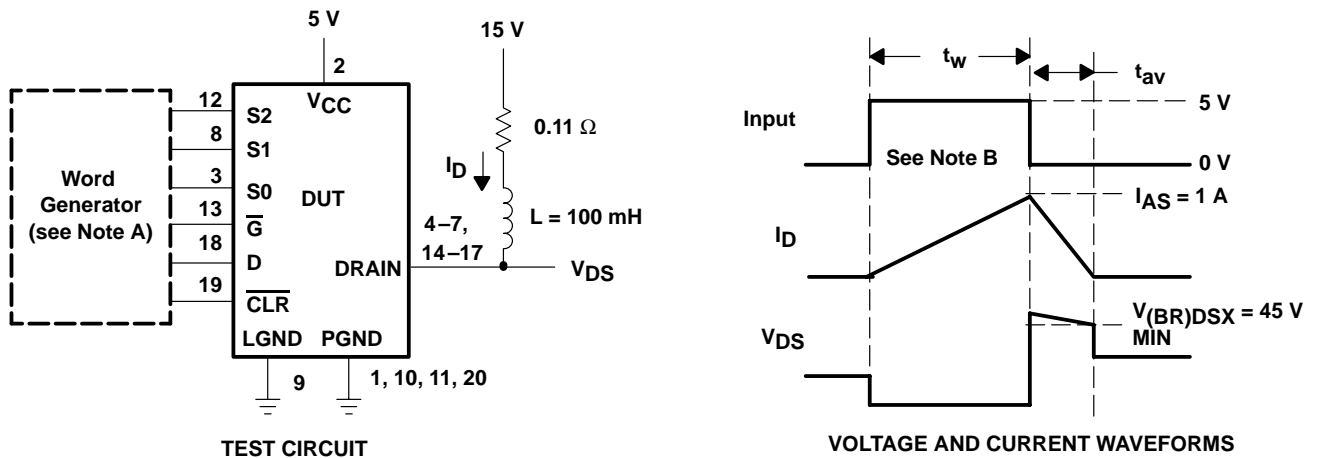 5 V
15 V
2
VCC
12
S2
8
S1
3
S0
13
G
18
D
19
CLR
Word
Generator
(see Note A)
DUT
DRAIN
LGND
PGND
4–7,
14–17
0.11 Ω
ID
L = 100 mH
VDS
9
1, 10, 11, 20
TEST CIRCUIT
tw
tav
Input
See Note B
5 V
0 V
IAS = 1 A
ID
V(BR)DSX = 45 V
MIN
VDS
VOLTAGE AND CURRENT WAVEFORMS